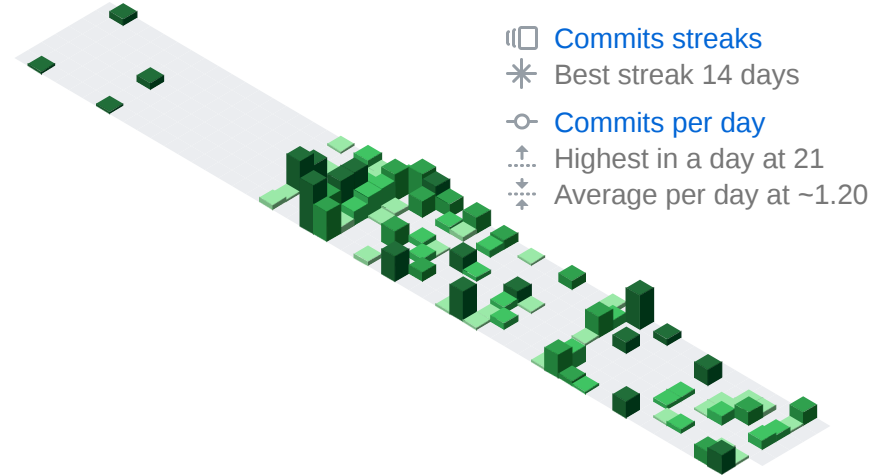 Commits streaks
Best streak 14 days
Commits per day
Highest in a day at 21
Average per day at ~1.20